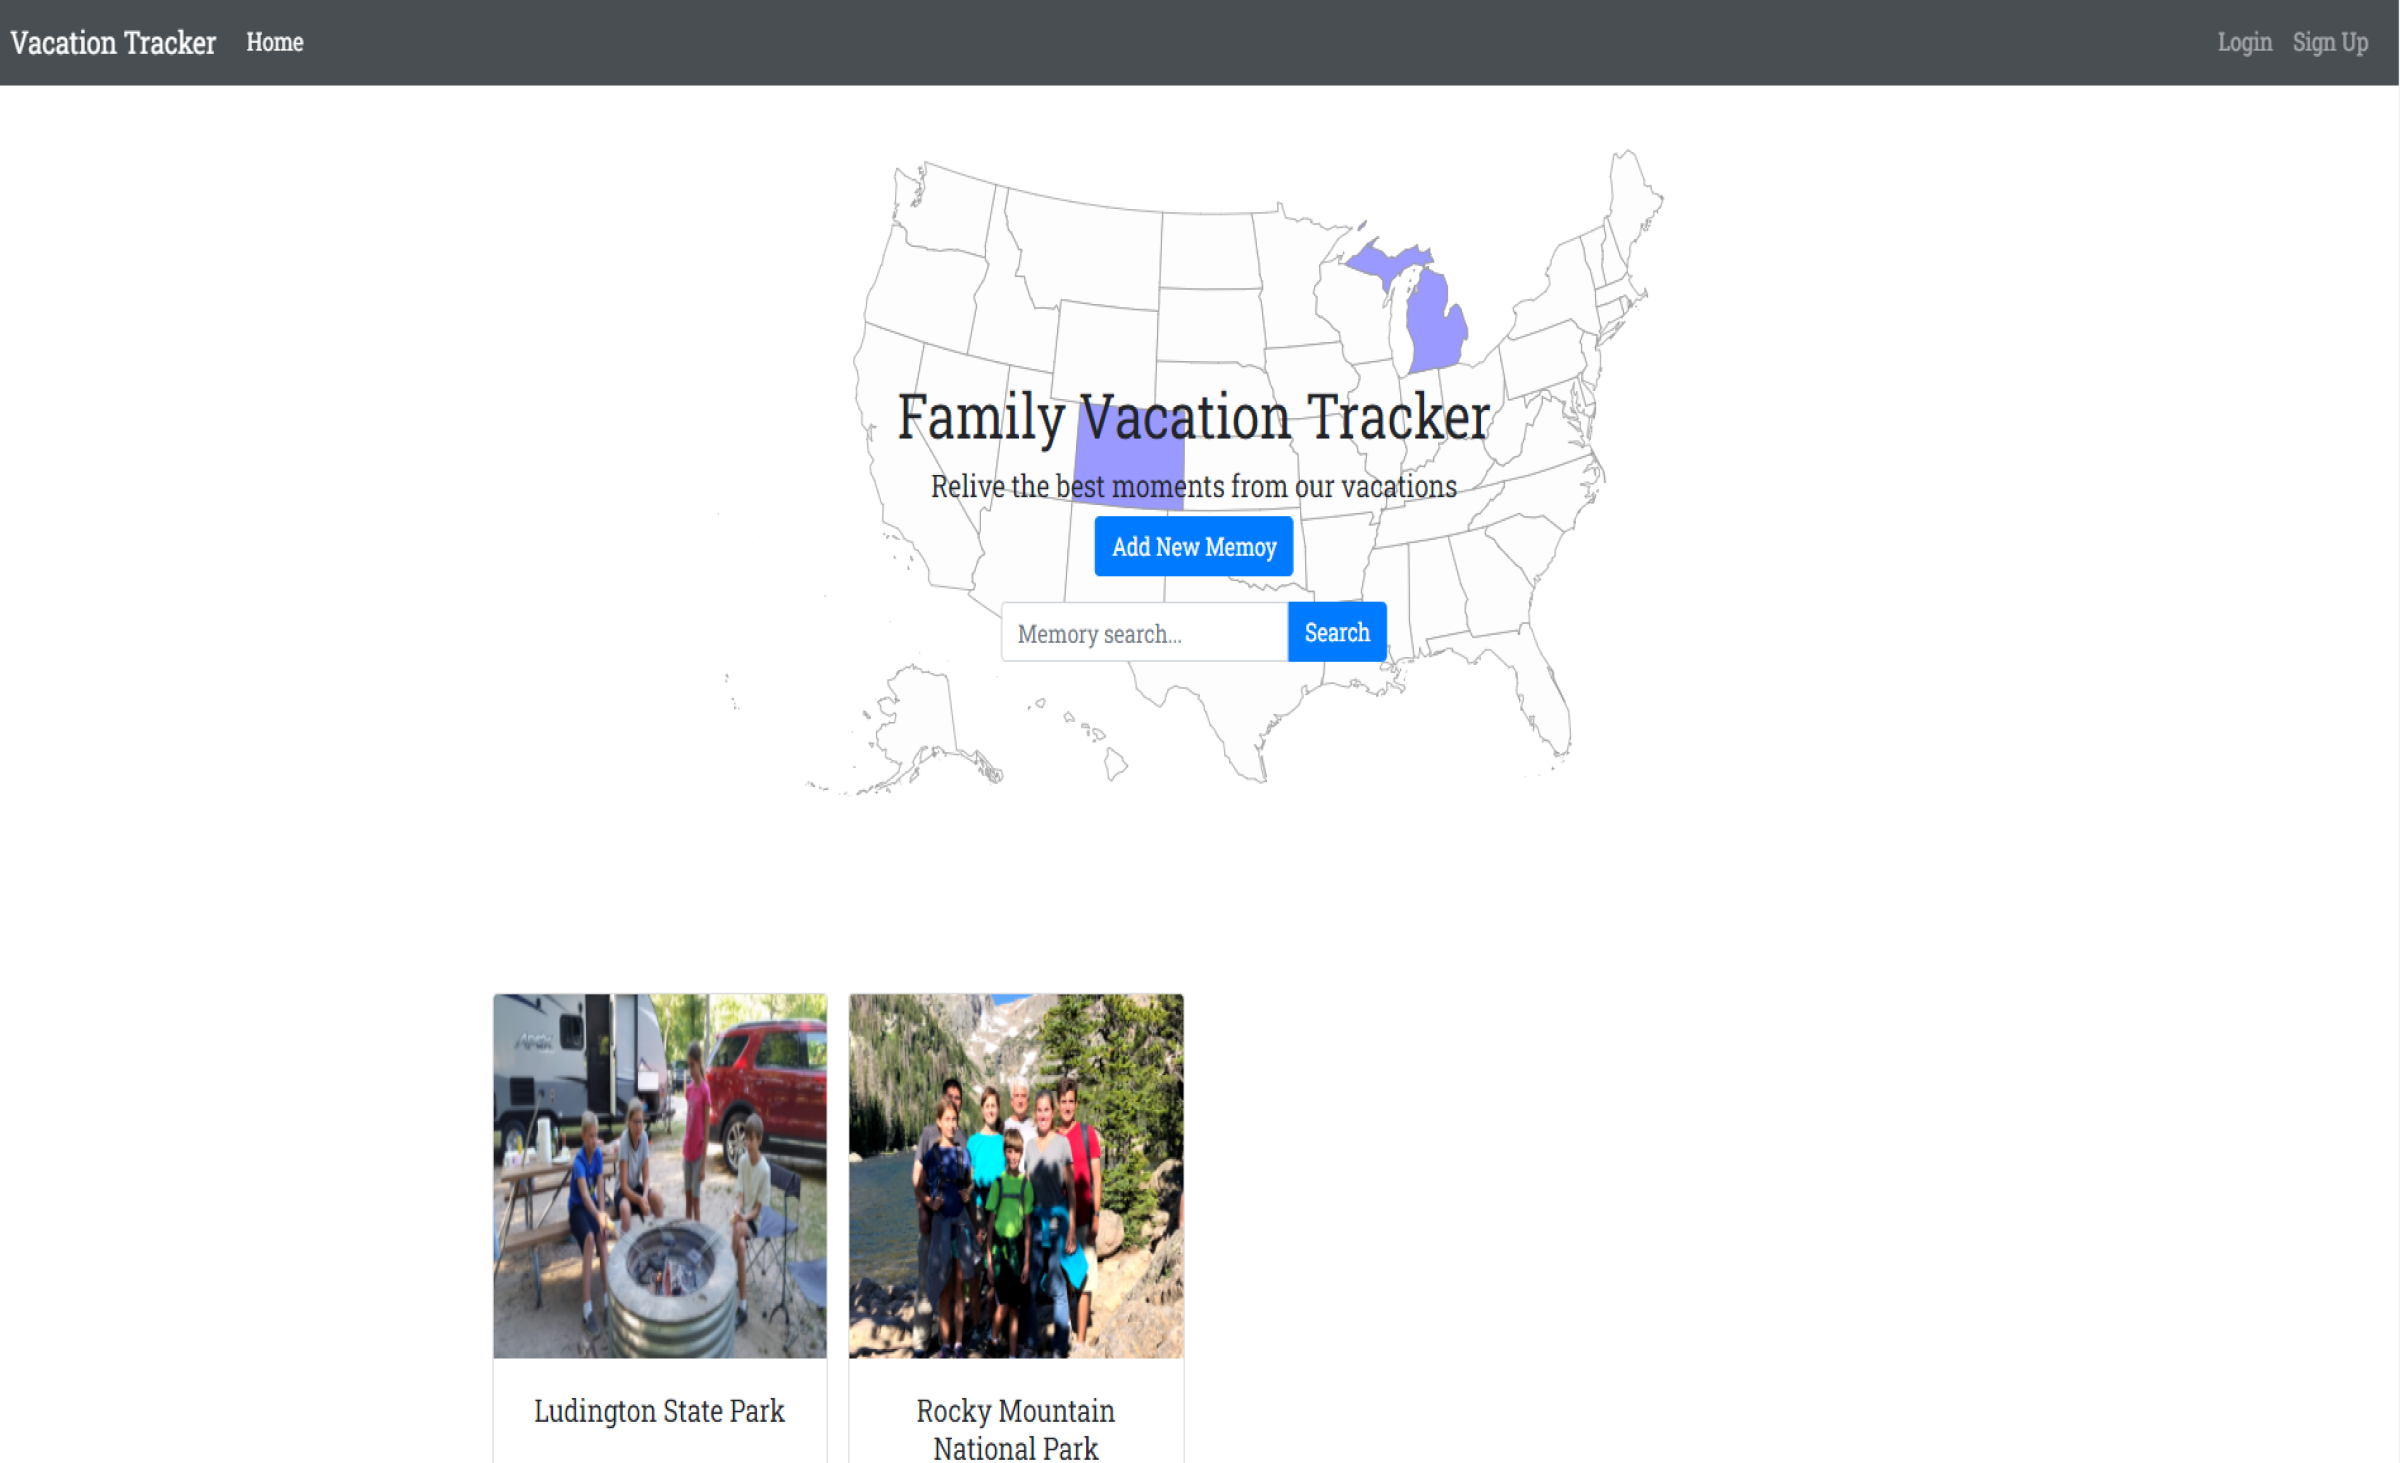 Vacation Tracker Home Login Sign Up
Family Vacation Tracker
Relive the best moments from our vacations
Add New Memoy
Memory search... Search
Apex
Ludington State Park
Rocky Mountain
National Park